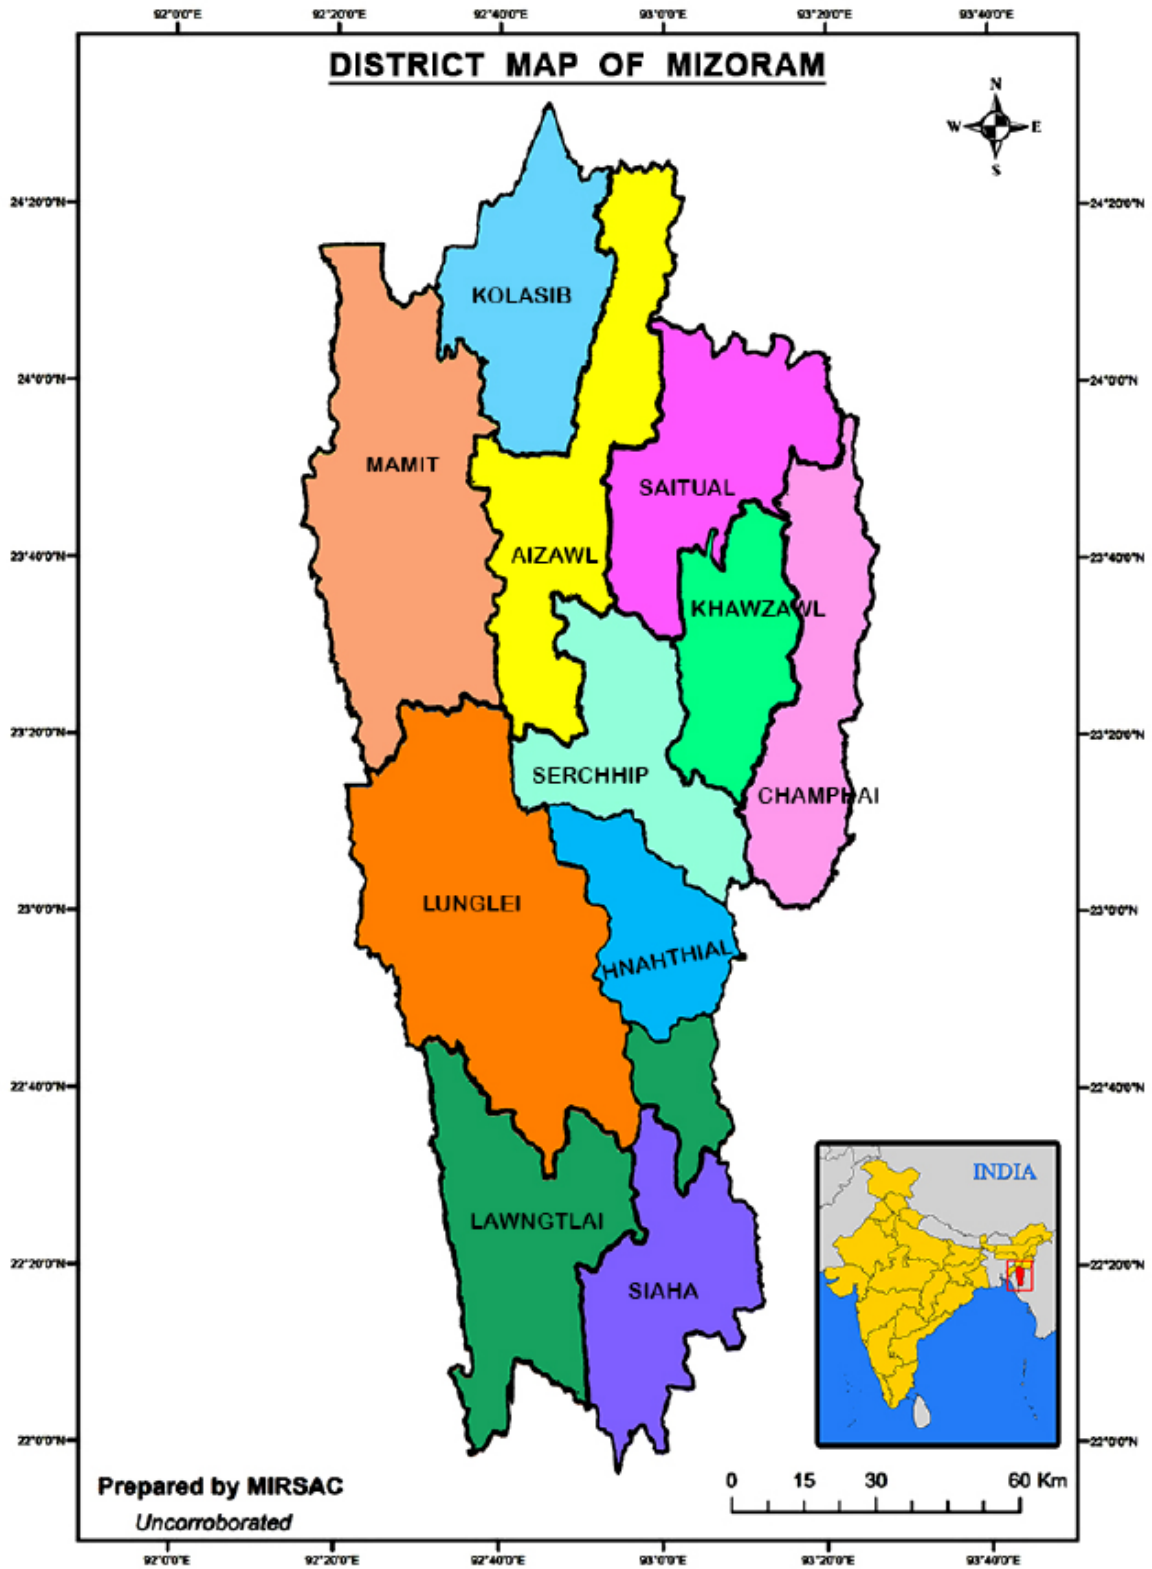 92°0'0"E 92°20'0"E 92°40'0"E 93°0'0"E 93°20'0"E 93°40'0"E
DISTRICT MAP OF MIZORAM
N
W E
S
24°20'0"N 24°20'0"N
KOLASIB
24°0'0"N 24°0'0"N
MAMIT
SAITUAL
23°40'0"N AIZAWL 23°40'0"N
KHAWZAWL
23°20'0"N 23°20'0"N
SERCHHIP
CHAMPHAI
LUNGLEI
23°0'0"N 23°0'0"N
HNAHTHIAL
22°40'0"N 22°40'0"N
INDIA
LAWNGTLAI
22°20'0"N 22°20'0"N
SIAHA
22°0'0"N 22°0'0"N
Prepared by MIRSAC
0 15 30 60 Km
Uncorroborated
92°0'0"E 92°20'0"E 92°40'0"E 93°0'0"E 93°20'0"E 93°40'0"E